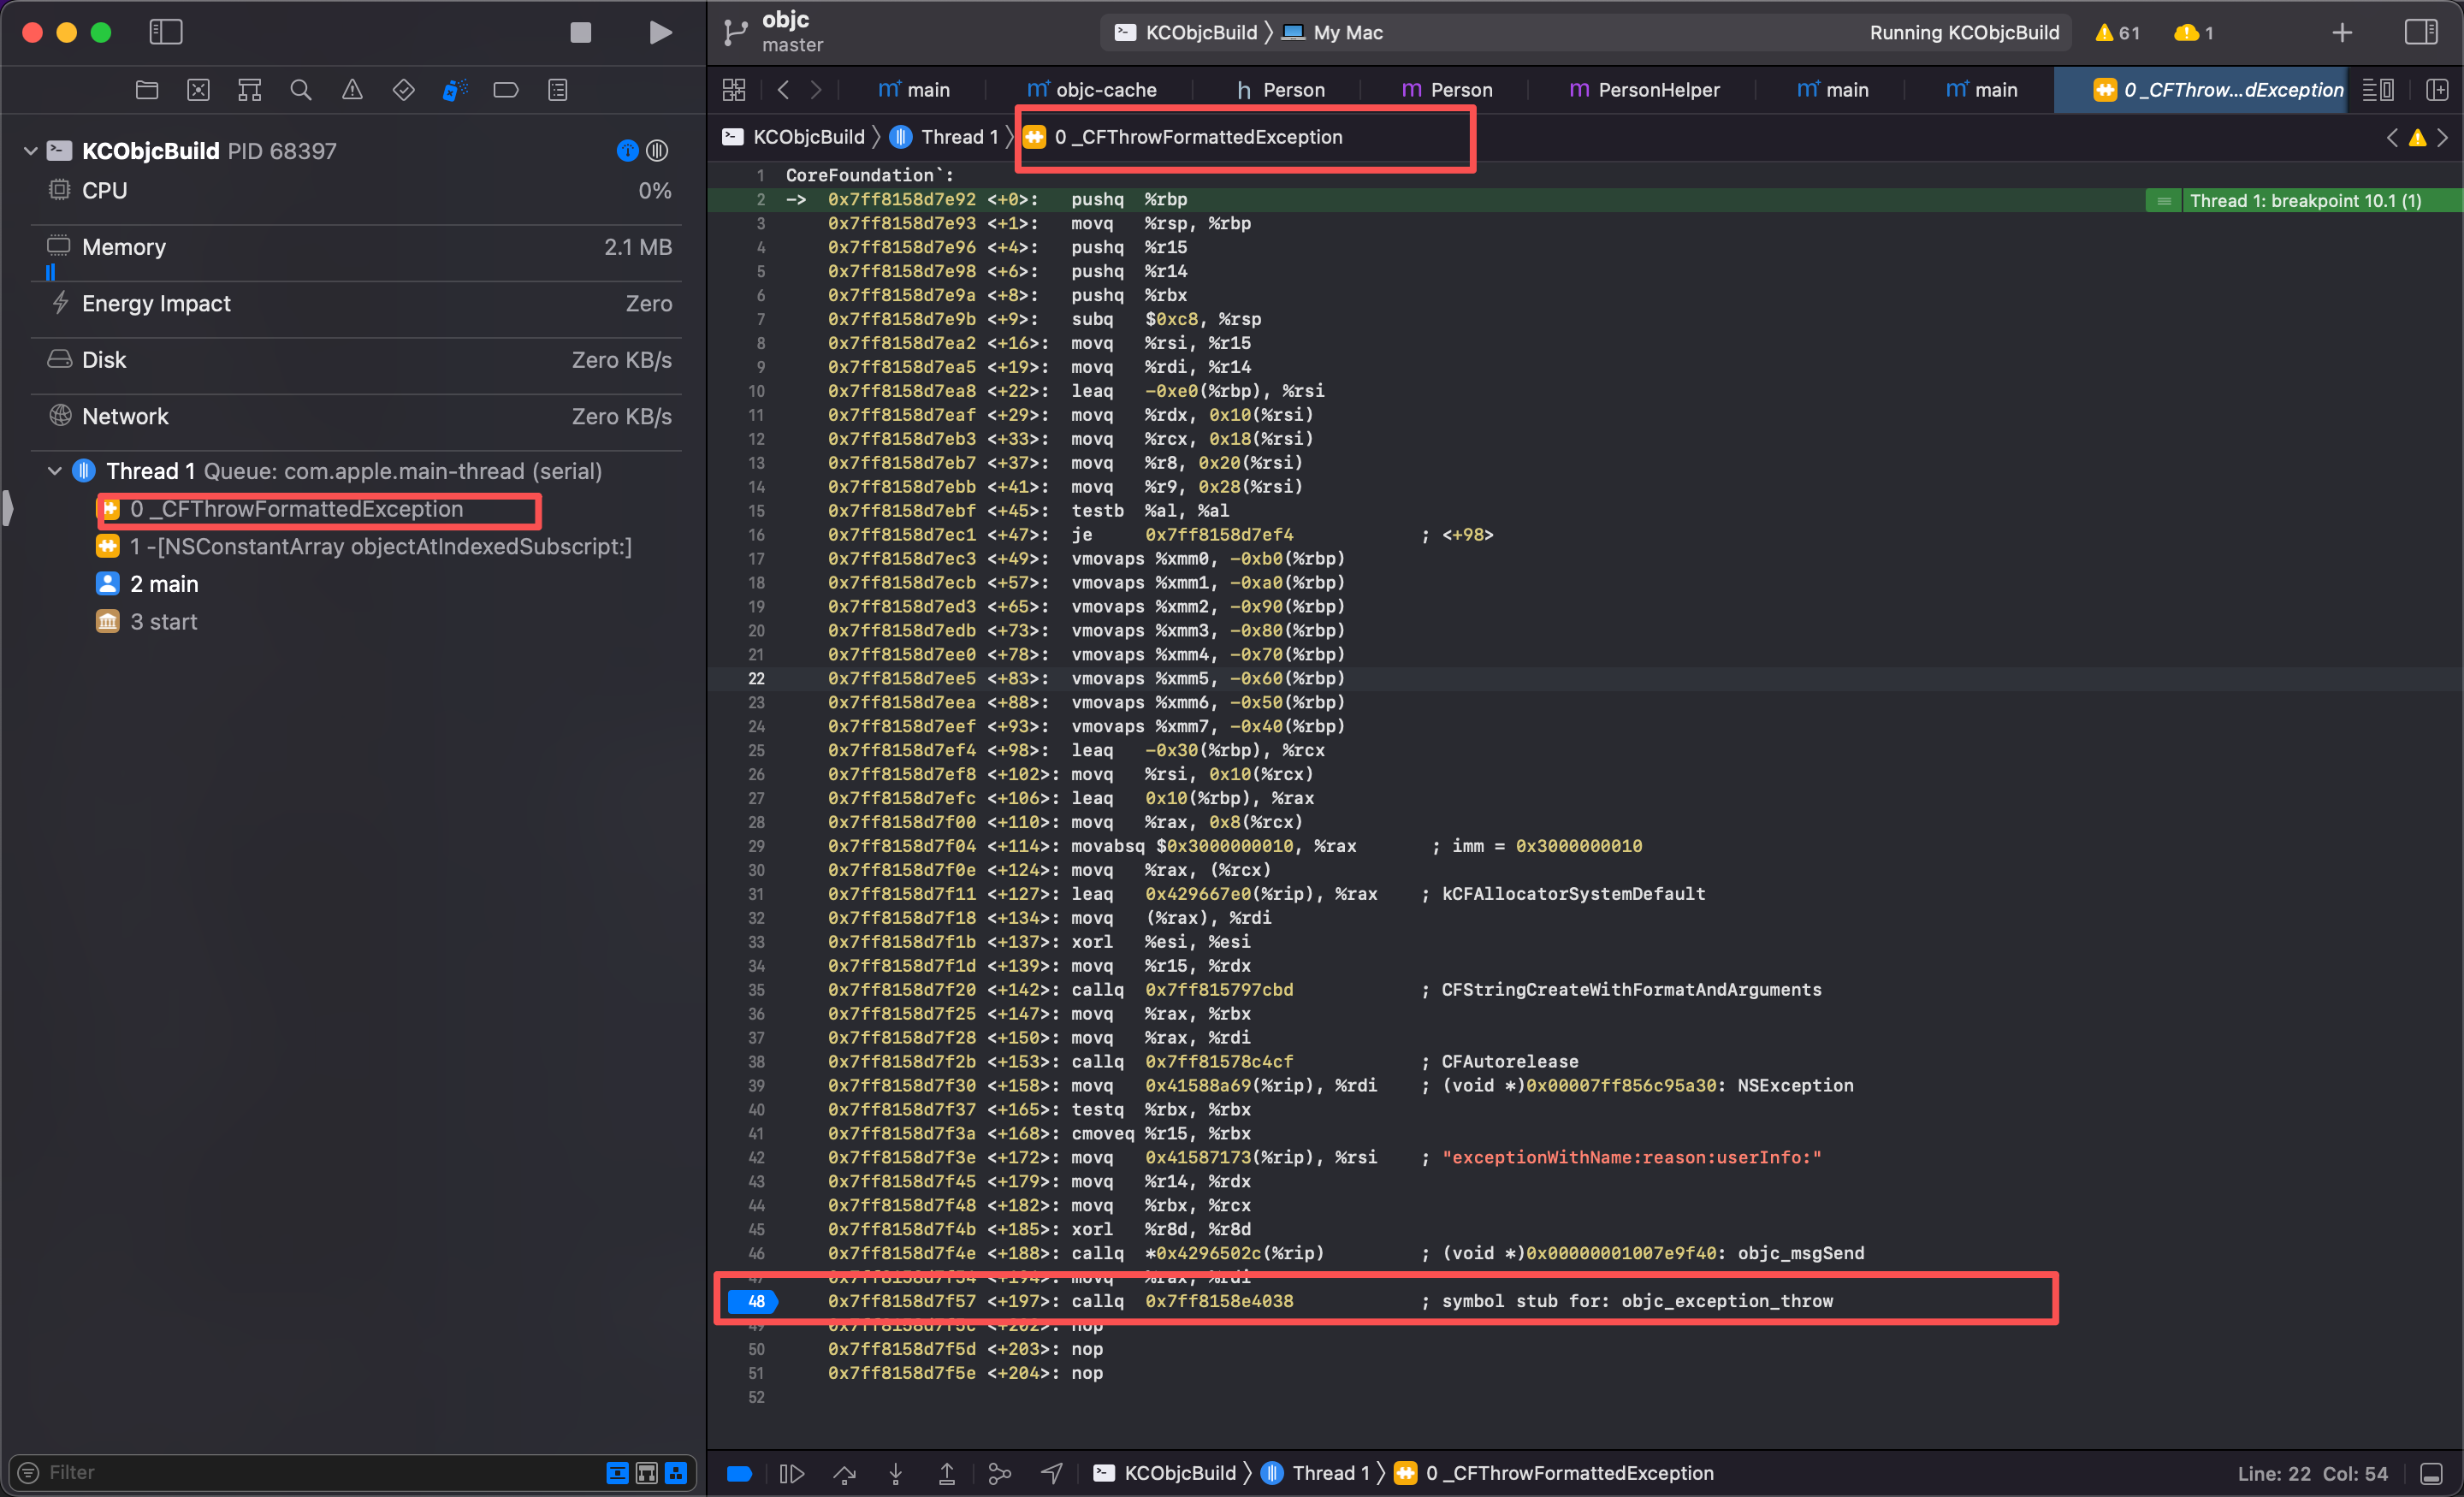 objc
master
KCObjcBuild
My Mac
Running KCObjcBuild
61
1
main
objc-cache
Person
Person
PersonHelper
main
main
0 _CFThrow...dException
KCObjcBuild PID 68397
CPU 0%
Memory 2.1 MB
Energy Impact Zero
Disk Zero KB/s
Network Zero KB/s
Thread 1 Queue: com.apple.main-thread (serial)
0 _CFThrowFormattedException
1 -[NSConstantArray objectAtIndexedSubscript:]
2 main
3 start
Filter
KCObjcBuild
Thread 1
0 _CFThrowFormattedException
1 CoreFoundation`:
2 -> 0x7ff8158d7e92 <+0>: pushq %rbp
Thread 1: breakpoint 10.1 (1)
3 0x7ff8158d7e93 <+1>: movq %rsp, %rbp
4 0x7ff8158d7e96 <+4>: pushq %r15
5 0x7ff8158d7e98 <+6>: pushq %r14
6 0x7ff8158d7e9a <+8>: pushq %rbx
7 0x7ff8158d7e9b <+9>: subq $0xc8, %rsp
8 0x7ff8158d7ea2 <+16>: movq %rsi, %r15
9 0x7ff8158d7ea5 <+19>: movq %rdi, %r14
10 0x7ff8158d7ea8 <+22>: leaq -0xe0(%rbp), %rsi
11 0x7ff8158d7eaf <+29>: movq %rdx, 0x10(%rsi)
12 0x7ff8158d7eb3 <+33>: movq %rcx, 0x18(%rsi)
13 0x7ff8158d7eb7 <+37>: movq %r8, 0x20(%rsi)
14 0x7ff8158d7ebb <+41>: movq %r9, 0x28(%rsi)
15 0x7ff8158d7ebf <+45>: testb %al, %al
16 0x7ff8158d7ec1 <+47>: je 0x7ff8158d7ef4 ; <+98>
17 0x7ff8158d7ec3 <+49>: vmovaps %xmm0, -0xb0(%rbp)
18 0x7ff8158d7ecb <+57>: vmovaps %xmm1, -0xa0(%rbp)
19 0x7ff8158d7ed3 <+65>: vmovaps %xmm2, -0x90(%rbp)
20 0x7ff8158d7edb <+73>: vmovaps %xmm3, -0x80(%rbp)
21 0x7ff8158d7ee0 <+78>: vmovaps %xmm4, -0x70(%rbp)
22 0x7ff8158d7ee5 <+83>: vmovaps %xmm5, -0x60(%rbp)
23 0x7ff8158d7eea <+88>: vmovaps %xmm6, -0x50(%rbp)
24 0x7ff8158d7eef <+93>: vmovaps %xmm7, -0x40(%rbp)
25 0x7ff8158d7ef4 <+98>: leaq -0x30(%rbp), %rcx
26 0x7ff8158d7ef8 <+102>: movq %rsi, 0x10(%rcx)
27 0x7ff8158d7efc <+106>: leaq 0x10(%rbp), %rax
28 0x7ff8158d7f00 <+110>: movq %rax, 0x8(%rcx)
29 0x7ff8158d7f04 <+114>: movabsq $0x3000000010, %rax ; imm = 0x3000000010
30 0x7ff8158d7f0e <+124>: movq %rax, (%rcx)
31 0x7ff8158d7f11 <+127>: leaq 0x429667e0(%rip), %rax ; kCFAllocatorSystemDefault
32 0x7ff8158d7f18 <+134>: movq (%rax), %rdi
33 0x7ff8158d7f1b <+137>: xorl %esi, %esi
34 0x7ff8158d7f1d <+139>: movq %r15, %rdx
35 0x7ff8158d7f20 <+142>: callq 0x7ff815797cbd ; CFStringCreateWithFormatAndArguments
36 0x7ff8158d7f25 <+147>: movq %rax, %rbx
37 0x7ff8158d7f28 <+150>: movq %rax, %rdi
38 0x7ff8158d7f2b <+153>: callq 0x7ff81578c4cf ; CFAutorelease
39 0x7ff8158d7f30 <+158>: movq 0x41588a69(%rip), %rdi ; (void *)0x00007ff856c95a30: NSException
40 0x7ff8158d7f37 <+165>: testq %rbx, %rbx
41 0x7ff8158d7f3a <+168>: cmoveq %r15, %rbx
42 0x7ff8158d7f3e <+172>: movq 0x41587173(%rip), %rsi ; "exceptionWithName:reason:userInfo:"
43 0x7ff8158d7f45 <+179>: movq %r14, %rdx
44 0x7ff8158d7f48 <+182>: movq %rbx, %rcx
45 0x7ff8158d7f4b <+185>: xorl %r8d, %r8d
46 0x7ff8158d7f4e <+188>: callq *0x4296502c(%rip) ; (void *)0x00000001007e9f40: objc_msgSend
47 0x7ff8158d7f54 <+194>: movq %rax, %rdi
48 0x7ff8158d7f57 <+197>: callq 0x7ff8158e4038 ; symbol stub for: objc_exception_throw
49 0x7ff8158d7f5c <+202>: nop
50 0x7ff8158d7f5d <+203>: nop
51 0x7ff8158d7f5e <+204>: nop
52
KCObjcBuild
Thread 1
0 _CFThrowFormattedException
Line: 22 Col: 54